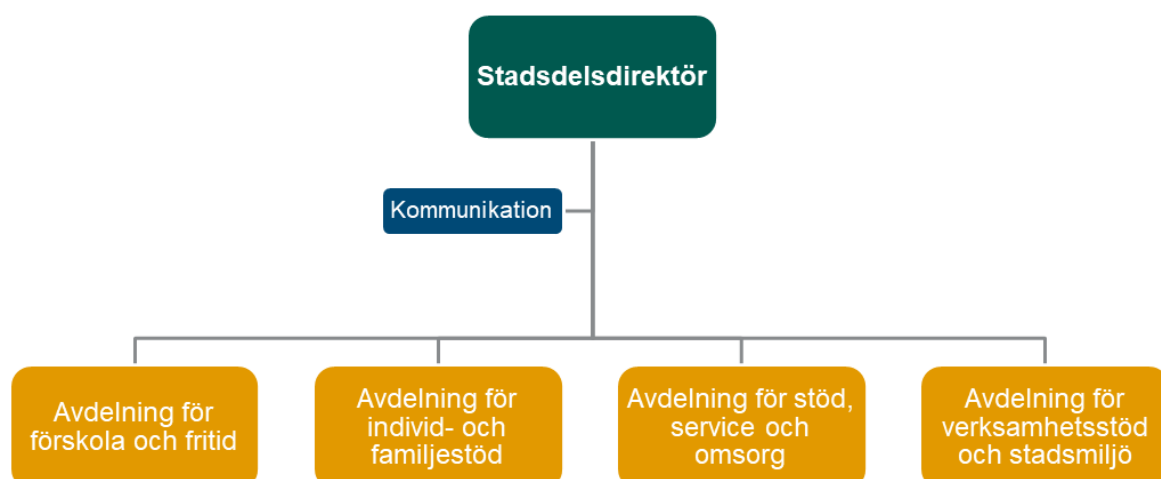 Stadsdelsdirektör
Kommunikation
Avdelning för
förskola och fritid
Avdelning för
individ- och
familjestöd
Avdelning för stöd,
service och
omsorg
Avdelning för
verksamhetsstöd
och stadsmiljö